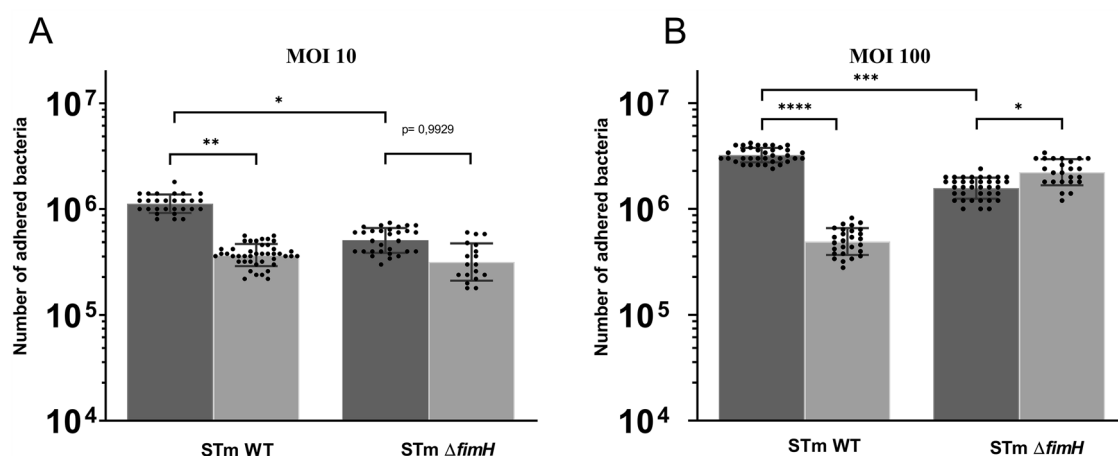 A
MOI 10
Number of adhered bacteria
10⁷
10⁶
10⁵
10⁴
*
**
p= 0,9929
STm WT
STm ΔfimH
B
MOI 100
Number of adhered bacteria
10⁷
10⁶
10⁵
10⁴
***
****
*
STm WT
STm ΔfimH